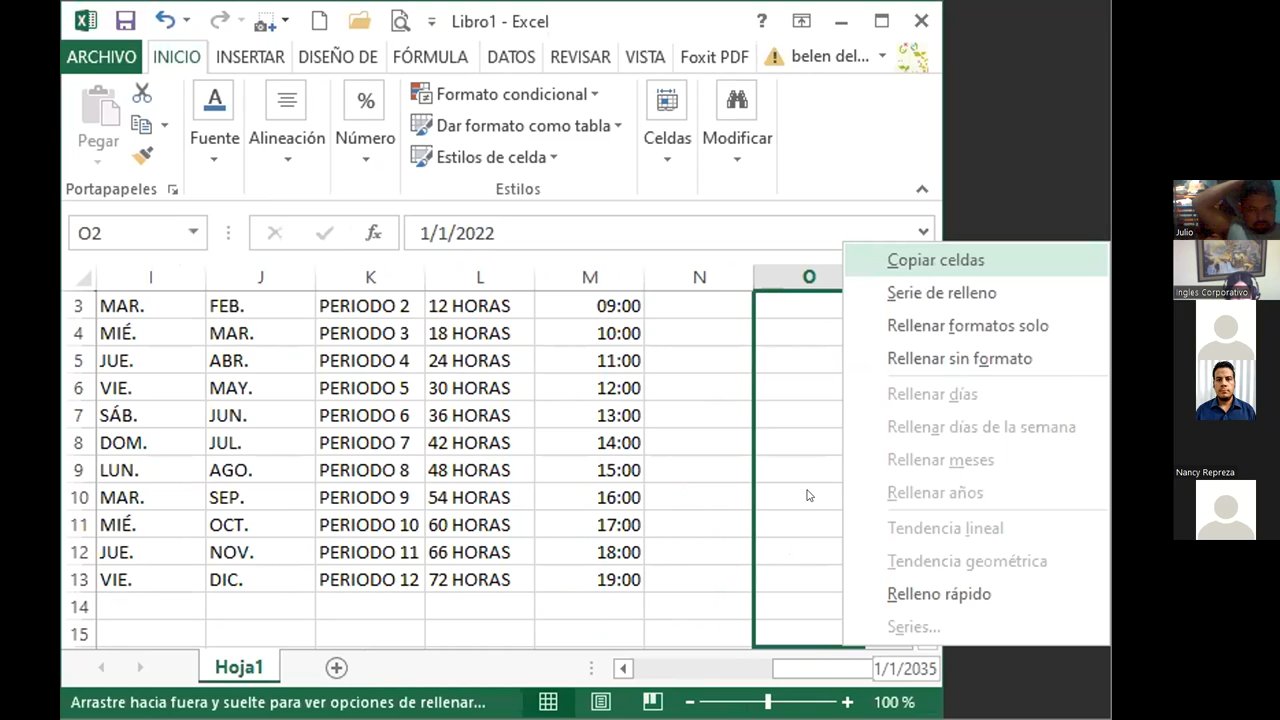 Libro1 - Excel
?
ARCHIVO INICIO INSERTAR DISEÑO DE FÓRMULA DATOS REVISAR VISTA Foxit PDF belen del...
Pegar
Portapapeles
A
Fuente
Alineación
%
Número
Formato condicional
Dar formato como tabla
Estilos de celda
Estilos
Celdas
Modificar
O2 fx 1/1/2022
I J K L M N O
3 MAR. FEB. PERIODO 2 12 HORAS 09:00
4 MIÉ. MAR. PERIODO 3 18 HORAS 10:00
5 JUE. ABR. PERIODO 4 24 HORAS 11:00
6 VIE. MAY. PERIODO 5 30 HORAS 12:00
7 SÁB. JUN. PERIODO 6 36 HORAS 13:00
8 DOM. JUL. PERIODO 7 42 HORAS 14:00
9 LUN. AGO. PERIODO 8 48 HORAS 15:00
10 MAR. SEP. PERIODO 9 54 HORAS 16:00
11 MIÉ. OCT. PERIODO 10 60 HORAS 17:00
12 JUE. NOV. PERIODO 11 66 HORAS 18:00
13 VIE. DIC. PERIODO 12 72 HORAS 19:00
14
15
Copiar celdas
Serie de relleno
Rellenar formatos solo
Rellenar sin formato
Rellenar días
Rellenar días de la semana
Rellenar meses
Rellenar años
Tendencia lineal
Tendencia geométrica
Relleno rápido
Series...
Hoja1
1/1/2035
Arrastre hacia fuera y suelte para ver opciones de rellenar...
100 %
Julio
Ingles Corporativo
Nancy Repreza